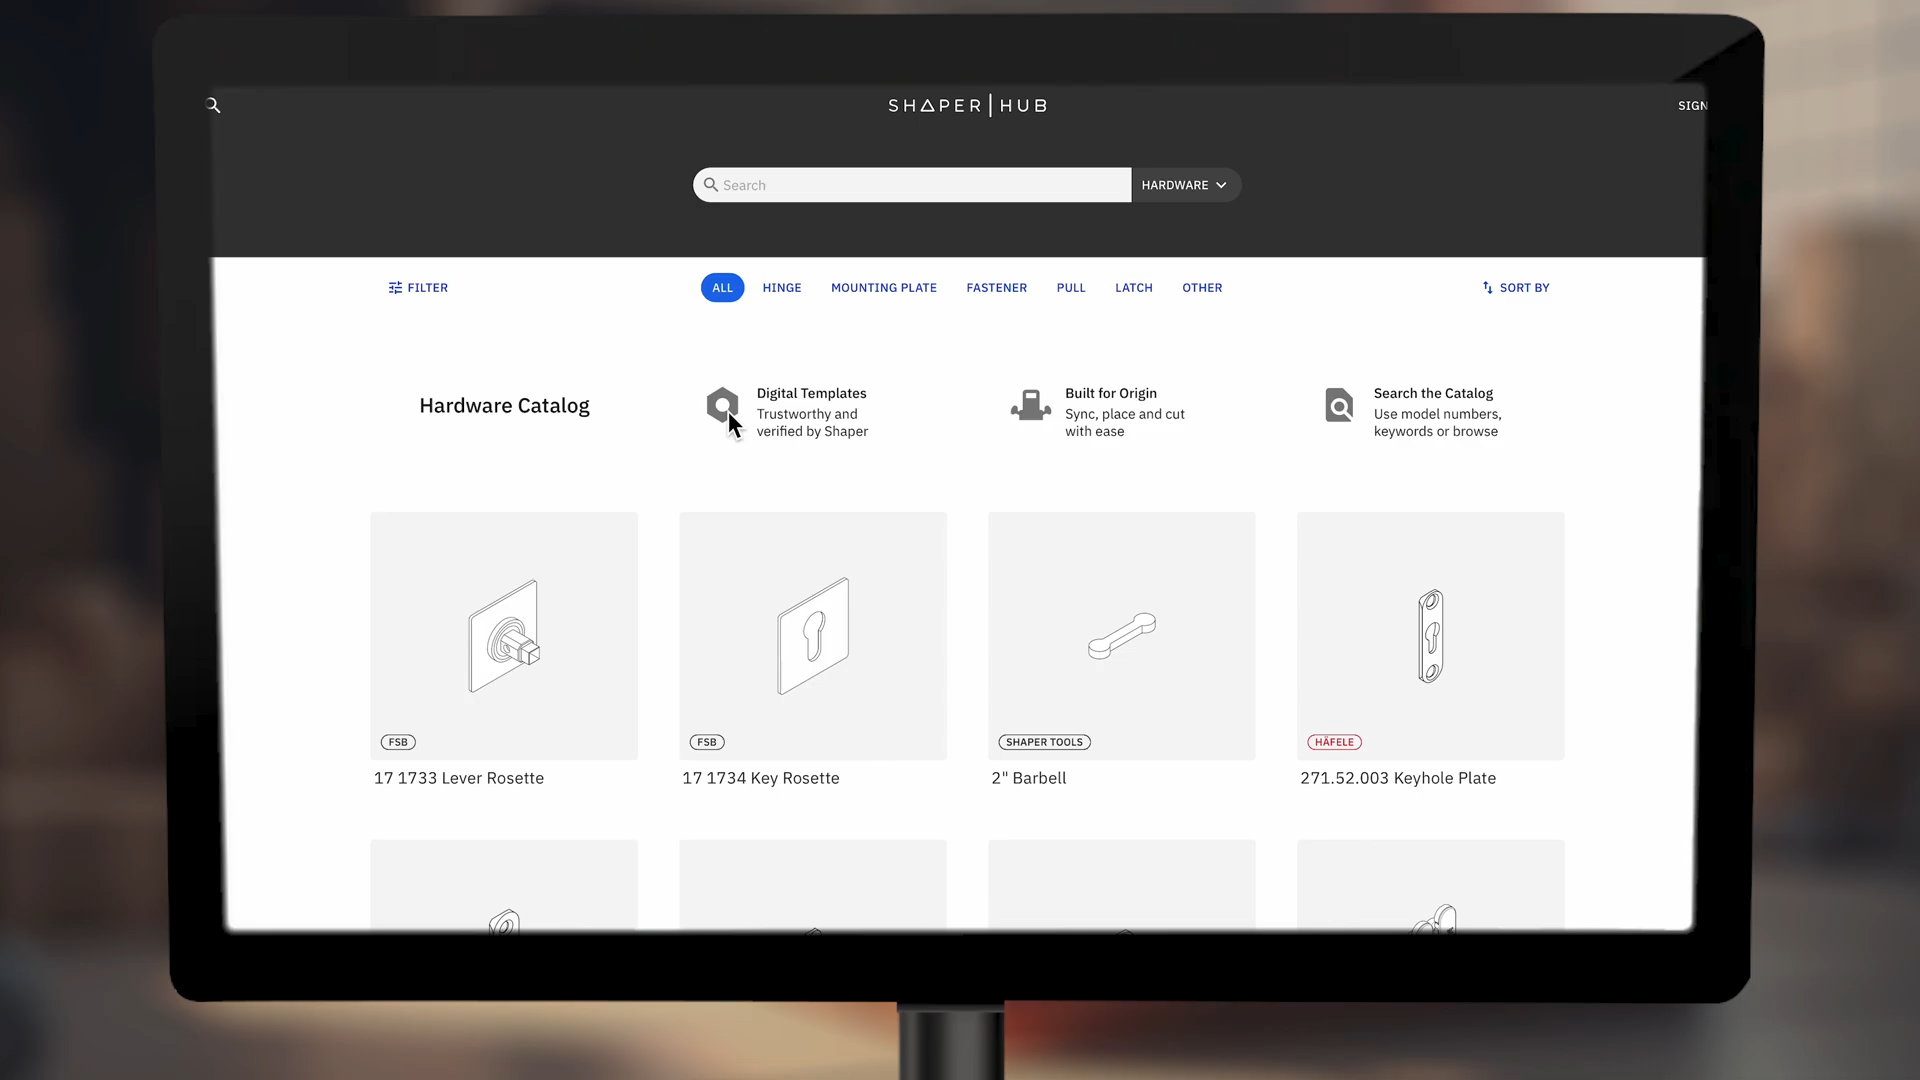 SHAPER|HUB
SIGN
Search
HARDWARE
FILTER
ALL
HINGE
MOUNTING PLATE
FASTENER
PULL
LATCH
OTHER
SORT BY
Hardware Catalog
Digital Templates
Trustworthy and
verified by Shaper
Built for Origin
Sync, place and cut
with ease
Search the Catalog
Use model numbers,
keywords or browse
FSB
17 1733 Lever Rosette
FSB
17 1734 Key Rosette
SHAPER TOOLS
2" Barbell
HÄFELE
271.52.003 Keyhole Plate